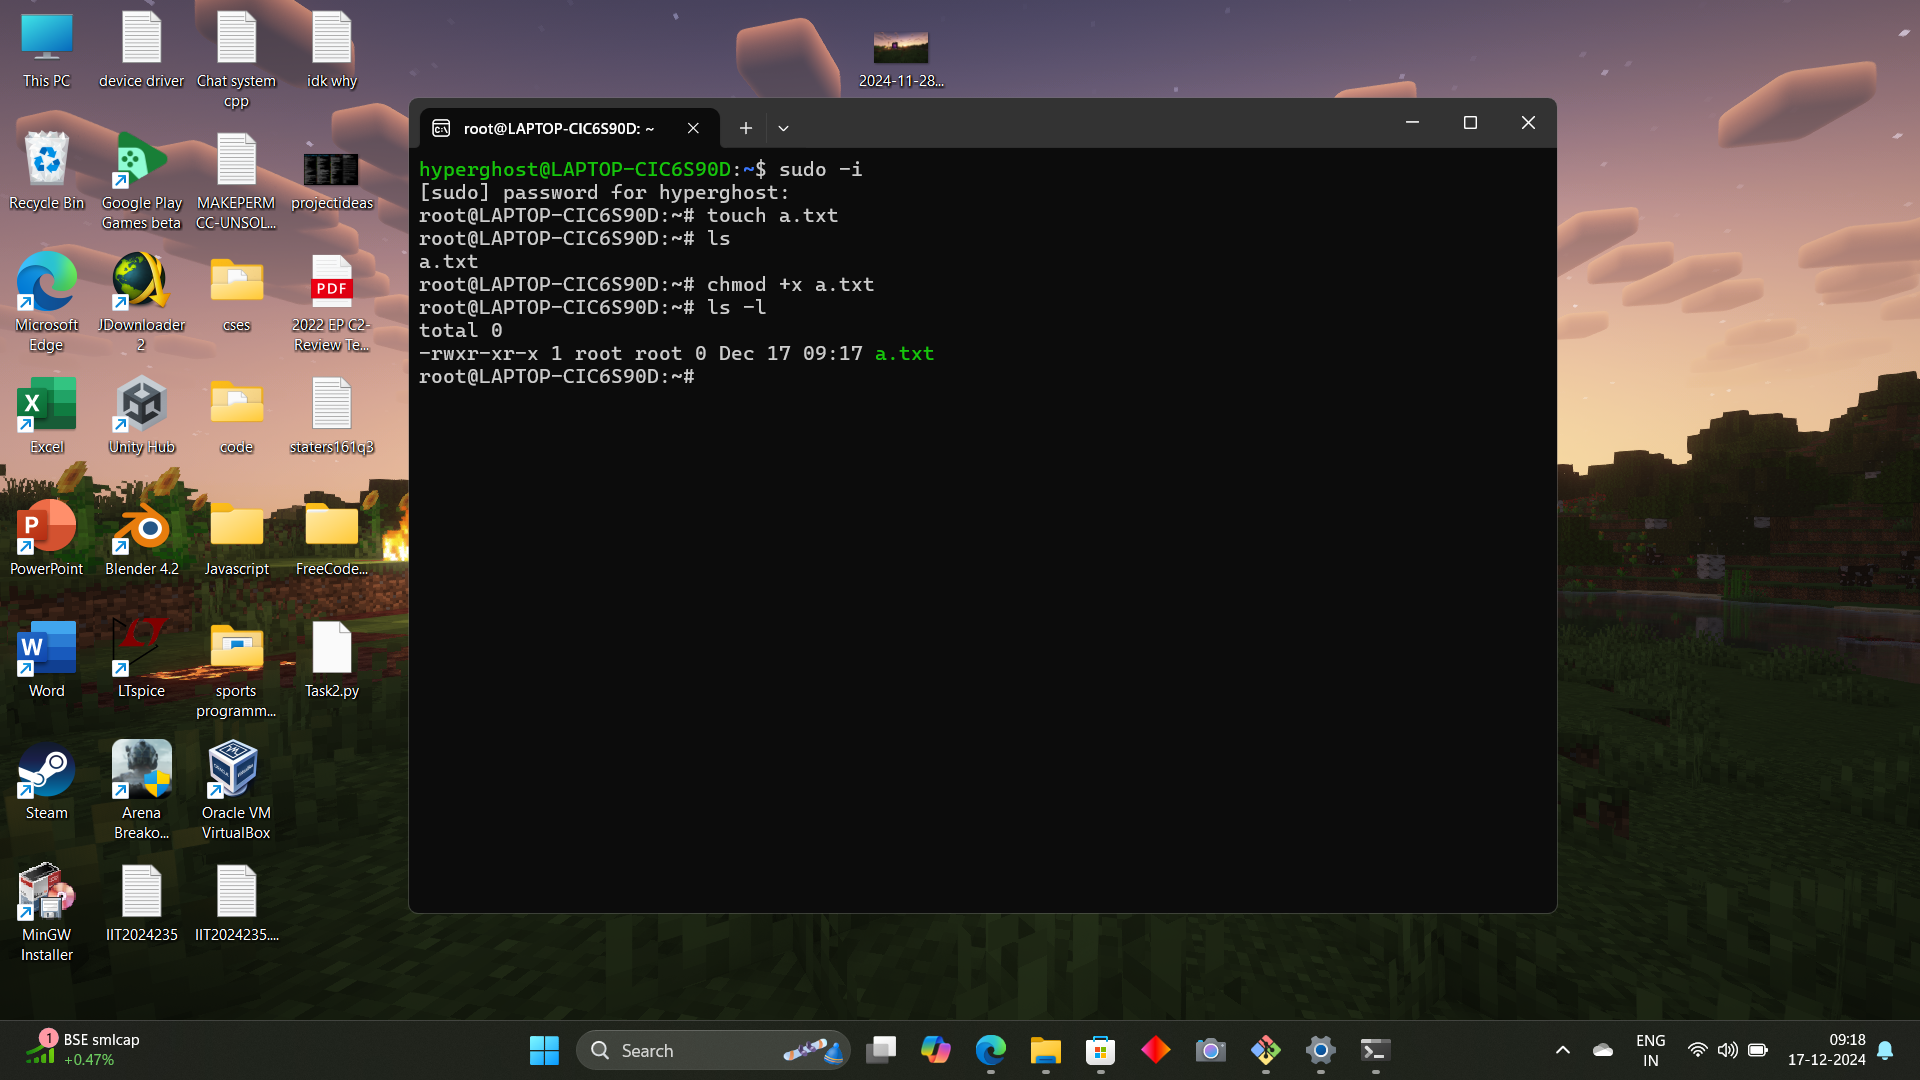 This PC
device driver
Chat system
cpp
idk why
2024-11-28...
Recycle Bin
Google Play
Games beta
MAKEPERM
CC-UNSOL...
projectideas
Microsoft
Edge
JDownloader
2
cses
PDF
2022 EP C2-
Review Te...
Excel
Unity Hub
code
staters161q3
PowerPoint
Blender 4.2
Javascript
FreeCode...
Word
LTspice
sports
programm...
Task2.py
Steam
Arena
Breako...
Oracle VM
VirtualBox
MinGW
Installer
IIT2024235
IIT2024235....
root@LAPTOP-CIC6S90D: ~
hyperghost@LAPTOP-CIC6S90D:~$ sudo -i
[sudo] password for hyperghost:
root@LAPTOP-CIC6S90D:~# touch a.txt
root@LAPTOP-CIC6S90D:~# ls
a.txt
root@LAPTOP-CIC6S90D:~# chmod +x a.txt
root@LAPTOP-CIC6S90D:~# ls -l
total 0
-rwxr-xr-x 1 root root 0 Dec 17 09:17 a.txt
root@LAPTOP-CIC6S90D:~#
1
BSE smlcap
+0.47%
Search
ENG
IN
09:18
17-12-2024